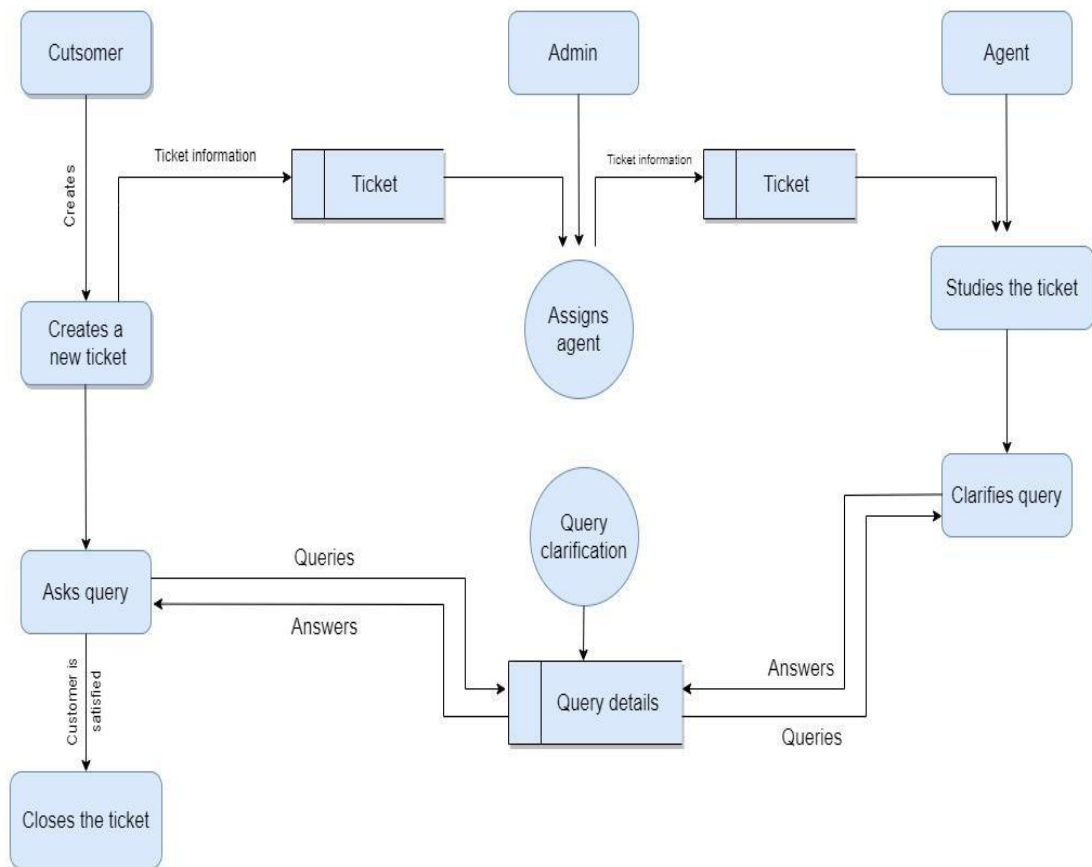 Cutsomer
Admin
Agent
Creates
Ticket information
Ticket
Ticket information
Ticket
Creates a
new ticket
Assigns
agent
Studies the ticket
Clarifies query
Query
clarification
Asks query
Queries
Answers
Customer is
satisfied
Query details
Answers
Queries
Closes the ticket